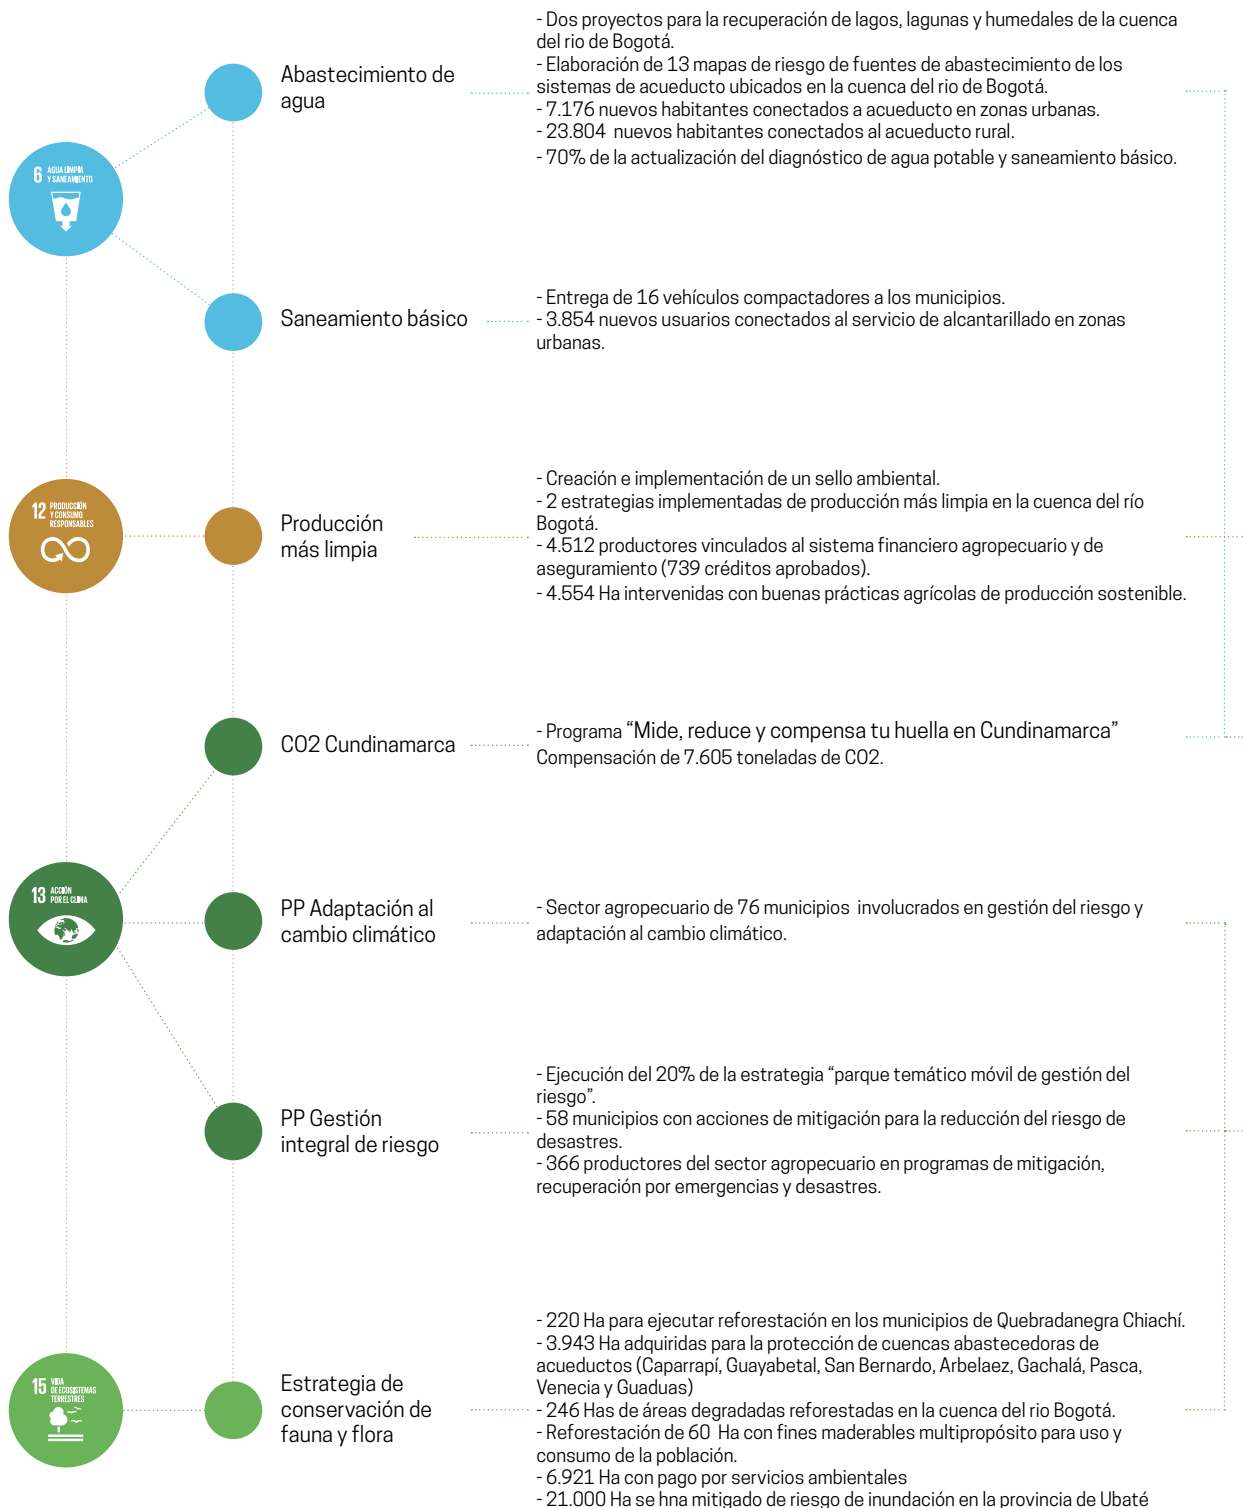 - Dos proyectos para la recuperación de lagos, lagunas y humedales de la cuenca
del rio de Bogotá.
- Elaboración de 13 mapas de riesgo de fuentes de abastecimiento de los
sistemas de acueducto ubicados en la cuenca del rio de Bogotá.
- 7.176 nuevos habitantes conectados a acueducto en zonas urbanas.
- 23.804 nuevos habitantes conectados al acueducto rural.
- 70% de la actualización del diagnóstico de agua potable y saneamiento básico.
Abastecimiento de
agua
6 AGUA LIMPIA
Y SANEAMIENTO
Saneamiento básico
- Entrega de 16 vehículos compactadores a los municipios.
- 3.854 nuevos usuarios conectados al servicio de alcantarillado en zonas
urbanas.
12 PRODUCCIÓN
Y CONSUMO
RESPONSABLES
Producción
más limpia
- Creación e implementación de un sello ambiental.
- 2 estrategias implementadas de producción más limpia en la cuenca del río
Bogotá.
- 4.512 productores vinculados al sistema financiero agropecuario y de
aseguramiento (739 créditos aprobados).
- 4.554 Ha intervenidas con buenas prácticas agrícolas de producción sostenible.
CO2 Cundinamarca
- Programa “Mide, reduce y compensa tu huella en Cundinamarca”
Compensación de 7.605 toneladas de CO2.
13 ACCIÓN
POR EL CLIMA
PP Adaptación al
cambio climático
- Sector agropecuario de 76 municipios involucrados en gestión del riesgo y
adaptación al cambio climático.
PP Gestión
integral de riesgo
- Ejecución del 20% de la estrategia “parque temático móvil de gestión del
riesgo”.
- 58 municipios con acciones de mitigación para la reducción del riesgo de
desastres.
- 366 productores del sector agropecuario en programas de mitigación,
recuperación por emergencias y desastres.
15 VIDA
DE ECOSISTEMAS
TERRESTRES
Estrategia de
conservación de
fauna y flora
- 220 Ha para ejecutar reforestación en los municipios de Quebradanegra Chiachí.
- 3.943 Ha adquiridas para la protección de cuencas abastecedoras de
acueductos (Caparrapí, Guayabetal, San Bernardo, Arbelaez, Gachalá, Pasca,
Venecia y Guaduas)
- 246 Has de áreas degradadas reforestadas en la cuenca del rio Bogotá.
- Reforestación de 60 Ha con fines maderables multipropósito para uso y
consumo de la población.
- 6.921 Ha con pago por servicios ambientales
- 21.000 Ha se hna mitigado de riesgo de inundación en la provincia de Ubaté